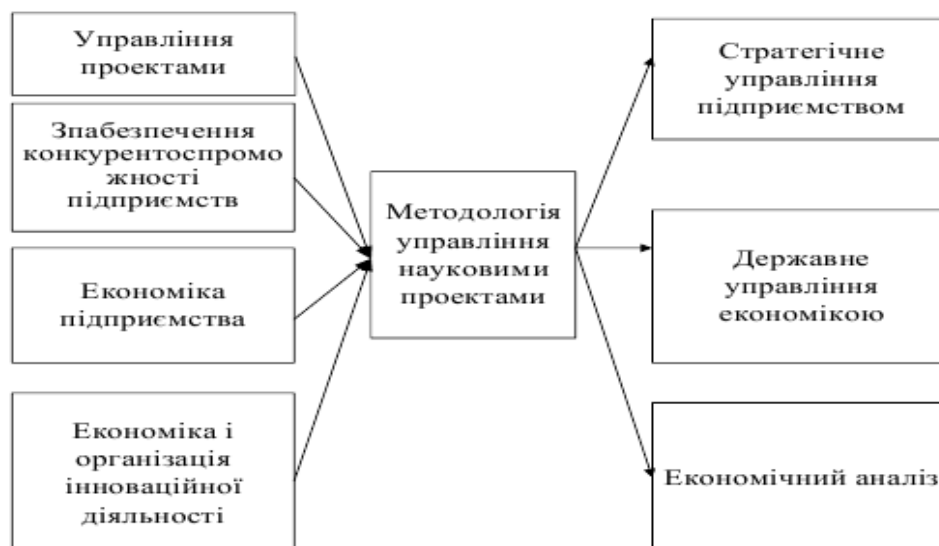 Управління
проектами
Зпабезпечення
конкурентоспромо
жності
підприємств
Економіка
підприємства
Економіка і
організація
інноваційної
діяльності
Методологія
управління
науковими
проектами
Стратегічне
управління
підприємством
Державне
управління
економікою
Економічний аналіз